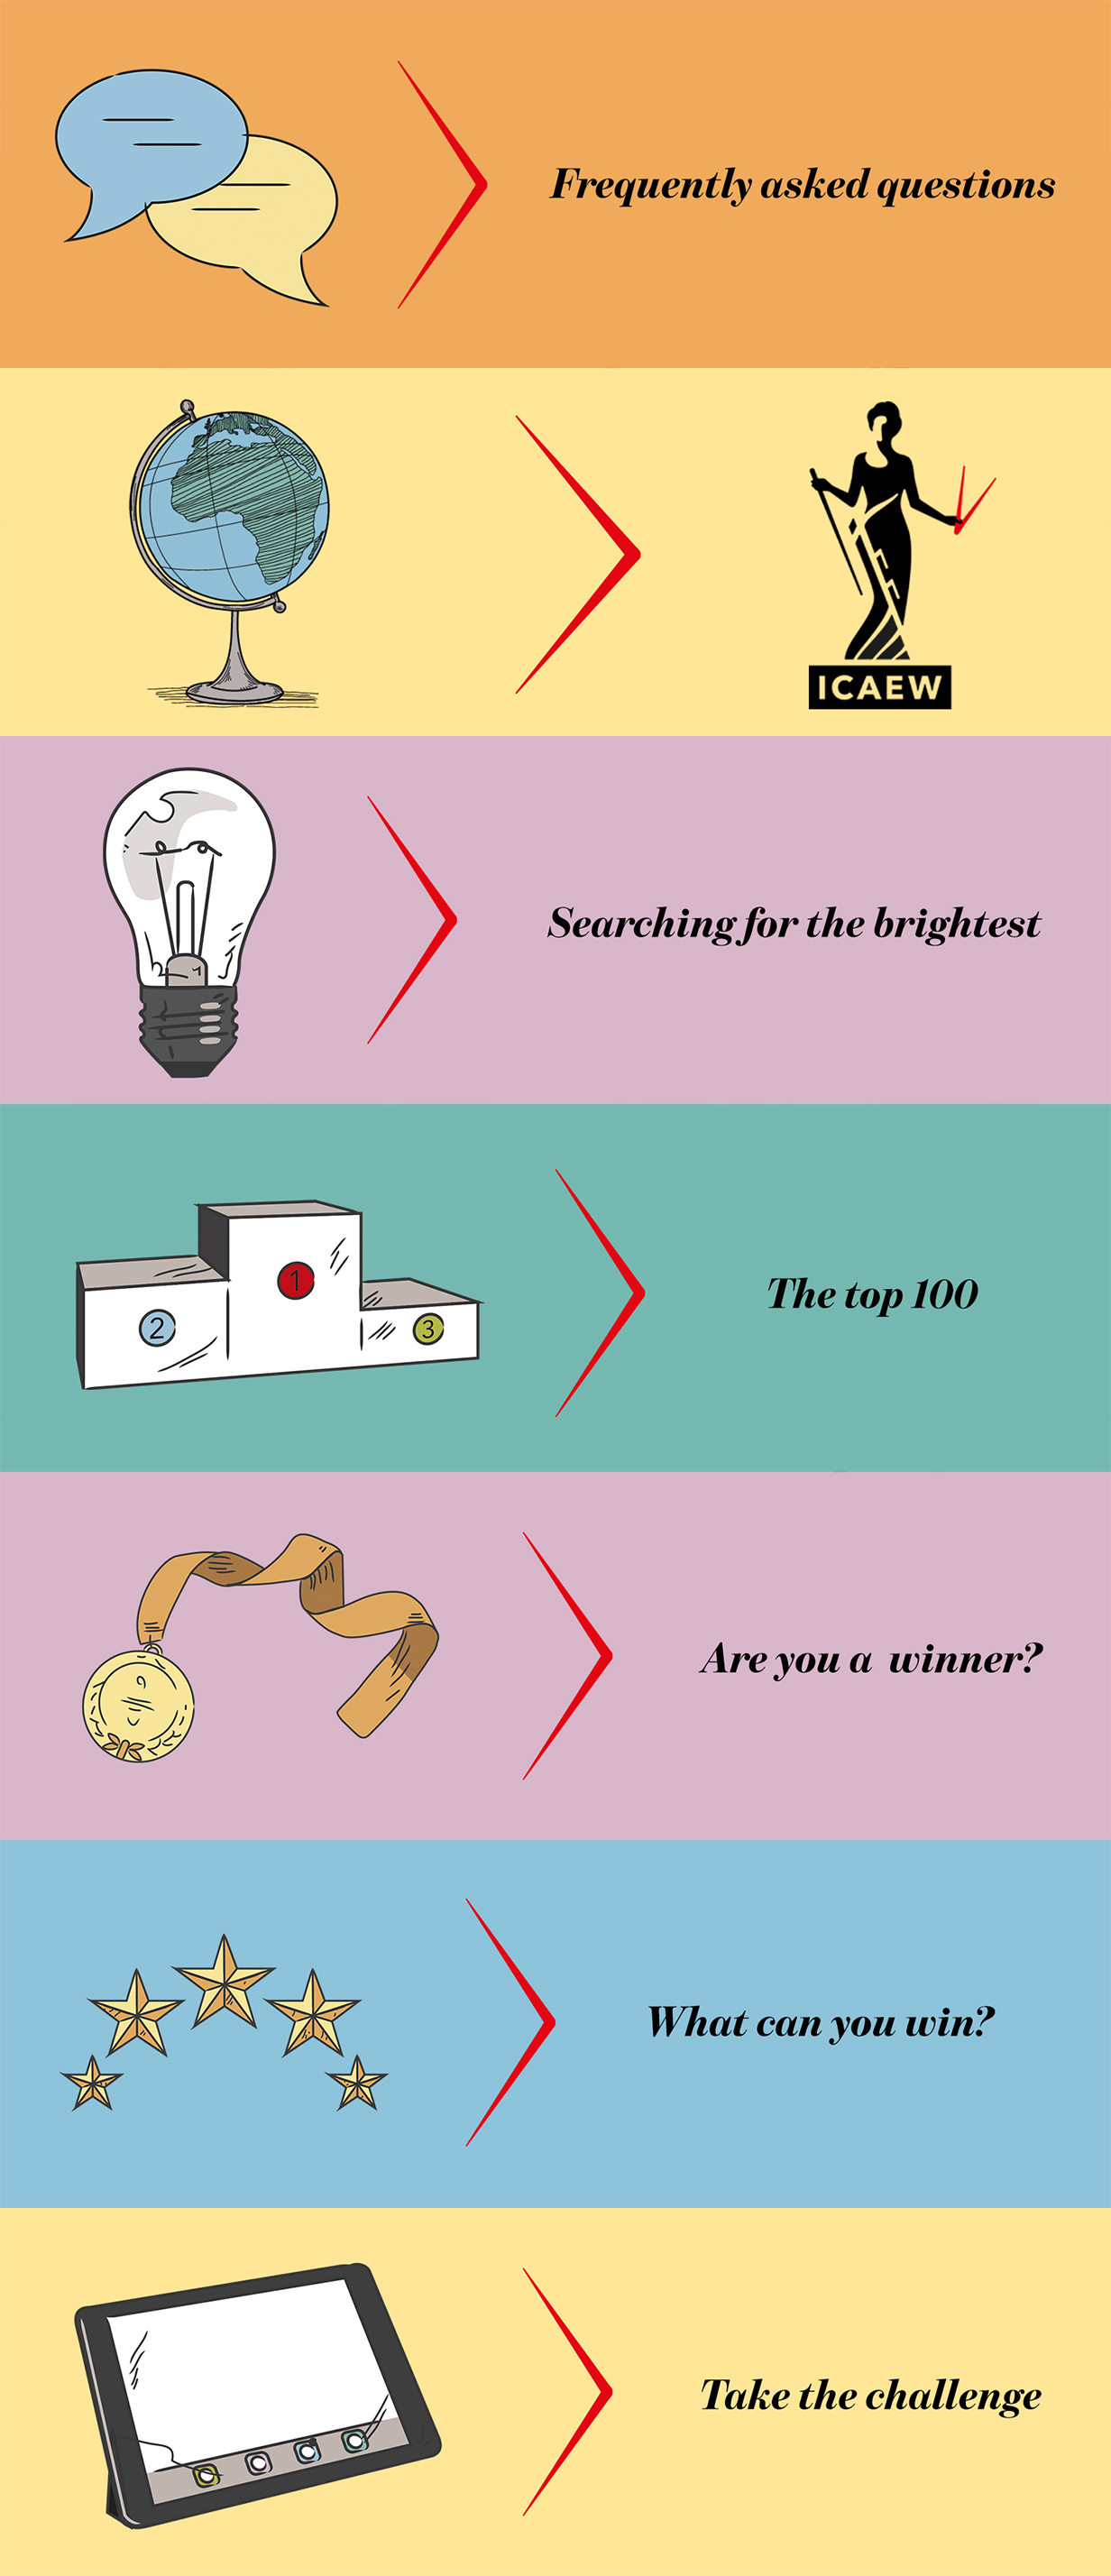 Frequently asked questions
ICAEW
Searching for the brightest
1
2
3
The top 100
Are you a winner?
What can you win?
Take the challenge